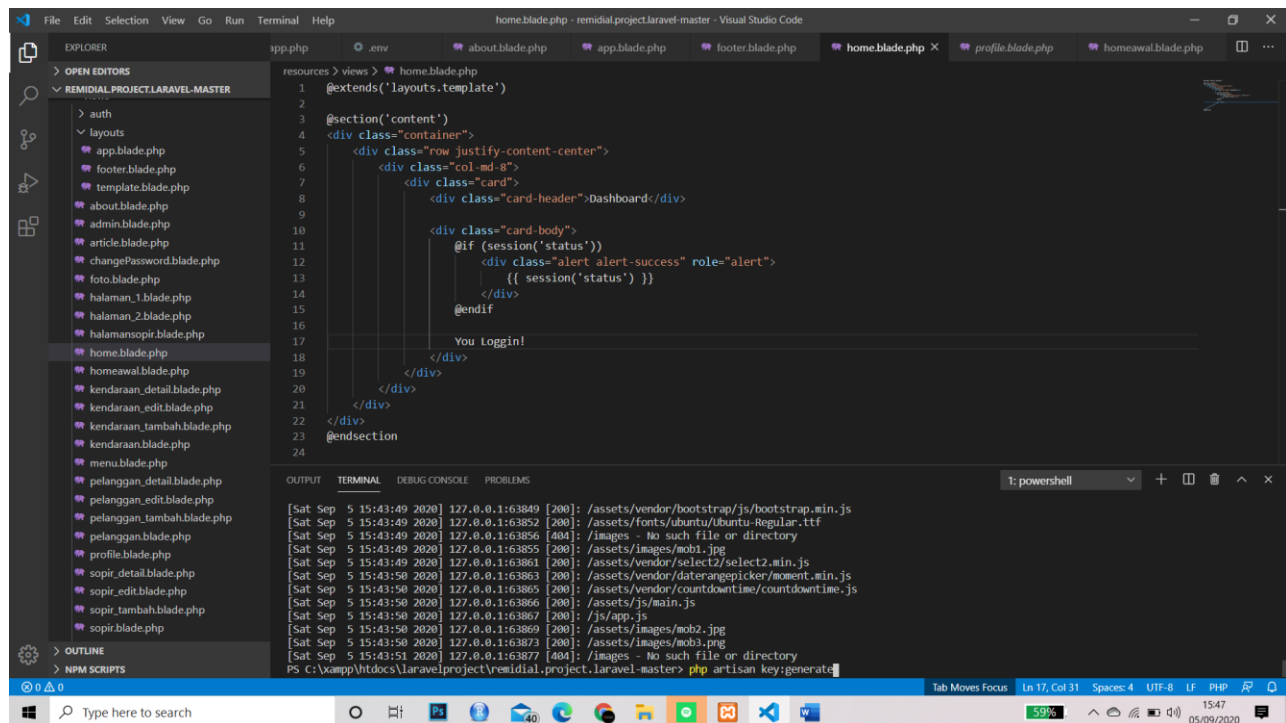 File Edit Selection View Go Run Terminal Help
home.blade.php - remidial.project.laravel-master - Visual Studio Code
EXPLORER
OPEN EDITORS
REMIDIAL.PROJECT.LARAVEL-MASTER
auth
layouts
app.blade.php
footer.blade.php
template.blade.php
about.blade.php
admin.blade.php
article.blade.php
changePassword.blade.php
foto.blade.php
halaman_1.blade.php
halaman_2.blade.php
halamansopir.blade.php
home.blade.php
homeawal.blade.php
kendaraan_detail.blade.php
kendaraan_edit.blade.php
kendaraan_tambah.blade.php
kendaraan.blade.php
menu.blade.php
pelanggan_detail.blade.php
pelanggan_edit.blade.php
pelanggan_tambah.blade.php
pelanggan.blade.php
profile.blade.php
sopir_detail.blade.php
sopir_edit.blade.php
sopir_tambah.blade.php
sopir.blade.php
OUTLINE
NPM SCRIPTS
app.php .env about.blade.php app.blade.php footer.blade.php home.blade.php profile.blade.php homeawal.blade.php
resources > views > home.blade.php
1 @extends('layouts.template')
2
3 @section('content')
4 <div class="container">
5 <div class="row justify-content-center">
6 <div class="col-md-8">
7 <div class="card">
8 <div class="card-header">Dashboard</div>
9
10 <div class="card-body">
11 @if (session('status'))
12 <div class="alert alert-success" role="alert">
13 {{ session('status') }}
14 </div>
15 @endif
16
17 You Loggin!
18 </div>
19 </div>
20 </div>
21 </div>
22 </div>
23 @endsection
24
OUTPUT TERMINAL DEBUG CONSOLE PROBLEMS
1: powershell
[Sat Sep 5 15:43:49 2020] 127.0.0.1:63849 [200]: /assets/vendor/bootstrap/js/bootstrap.min.js
[Sat Sep 5 15:43:49 2020] 127.0.0.1:63852 [200]: /assets/fonts/ubuntu/Ubuntu-Regular.ttf
[Sat Sep 5 15:43:49 2020] 127.0.0.1:63856 [404]: /images - No such file or directory
[Sat Sep 5 15:43:49 2020] 127.0.0.1:63855 [200]: /assets/images/mob1.jpg
[Sat Sep 5 15:43:49 2020] 127.0.0.1:63861 [200]: /assets/vendor/select2/select2.min.js
[Sat Sep 5 15:43:50 2020] 127.0.0.1:63863 [200]: /assets/vendor/daterangepicker/moment.min.js
[Sat Sep 5 15:43:50 2020] 127.0.0.1:63865 [200]: /assets/vendor/countdowntime/countdowntime.js
[Sat Sep 5 15:43:50 2020] 127.0.0.1:63866 [200]: /assets/js/main.js
[Sat Sep 5 15:43:50 2020] 127.0.0.1:63867 [200]: /js/app.js
[Sat Sep 5 15:43:50 2020] 127.0.0.1:63869 [200]: /assets/images/mob2.jpg
[Sat Sep 5 15:43:50 2020] 127.0.0.1:63873 [200]: /assets/images/mob3.png
[Sat Sep 5 15:43:51 2020] 127.0.0.1:63877 [404]: /images - No such file or directory
PS C:\xampp\htdocs\laravelproject\remidial.project.laravel-master> php artisan key:generate
0 0
Tab Moves Focus Ln 17, Col 31 Spaces: 4 UTF-8 LF PHP
Type here to search
Ps
40
59%
15:47
05/09/2020